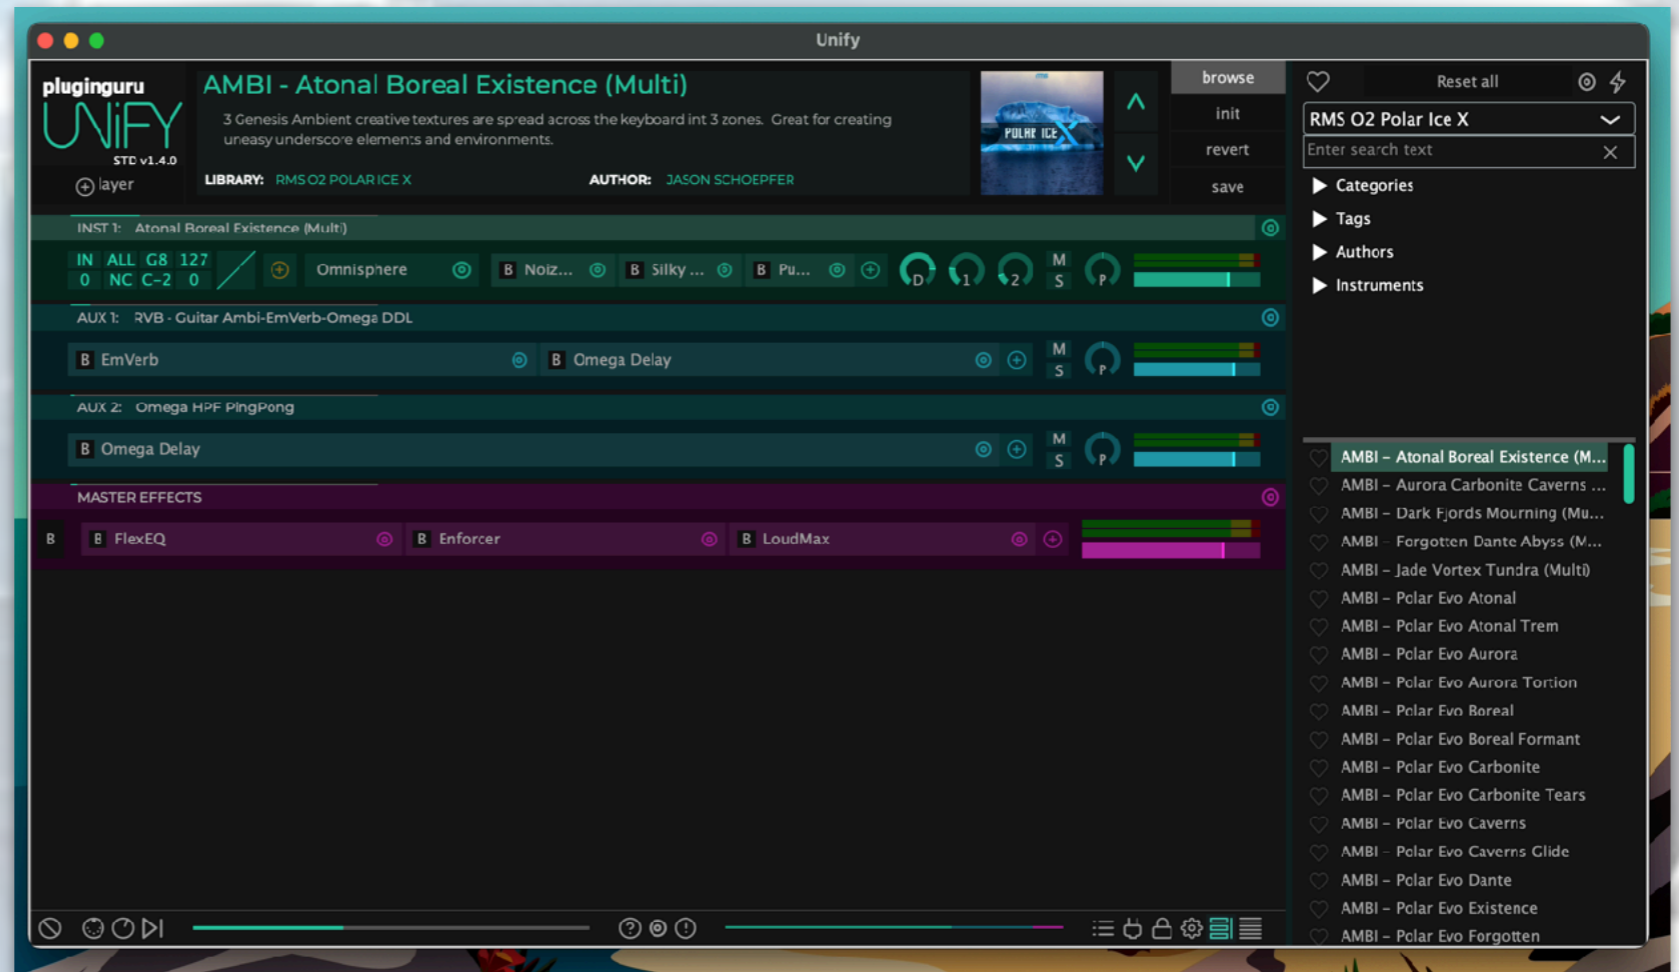 Unify
pluginguru
UNiFY
STD v1.4.0
layer
AMBI - Atonal Boreal Existence (Multi)
3 Genesis Ambient creative textures are spread across the keyboard int 3 zones. Great for creating
uneasy underscore elements and environments.
LIBRARY: RMS O2 POLAR ICE X
AUTHOR: JASON SCHOEPFER
POLAR ICE X
browse
init
revert
save
INST 1: Atonal Boreal Existence (Multi)
IN ALL G8 127
0 NC C-2 0
Omnisphere
B Noiz...
B Silky ...
B Pu...
D 1 2
M
S
P
AUX 1: RVB - Guitar Ambi-EmVerb-Omega DDL
B EmVerb
B Omega Delay
M
S
P
AUX 2: Omega HPF PingPong
B Omega Delay
M
S
P
MASTER EFFECTS
B
B FlexEQ
B Enforcer
B LoudMax
Reset all
RMS O2 Polar Ice X
Enter search text
Categories
Tags
Authors
Instruments
AMBI – Atonal Boreal Existence (M...
AMBI – Aurora Carbonite Caverns ...
AMBI – Dark Fjords Mourning (Mu...
AMBI – Forgotten Dante Abyss (M...
AMBI – Jade Vortex Tundra (Multi)
AMBI – Polar Evo Atonal
AMBI – Polar Evo Atonal Trem
AMBI – Polar Evo Aurora
AMBI – Polar Evo Aurora Tortion
AMBI – Polar Evo Boreal
AMBI – Polar Evo Boreal Formant
AMBI – Polar Evo Carbonite
AMBI – Polar Evo Carbonite Tears
AMBI – Polar Evo Caverns
AMBI – Polar Evo Caverns Glide
AMBI – Polar Evo Dante
AMBI – Polar Evo Existence
AMBI – Polar Evo Forgotten